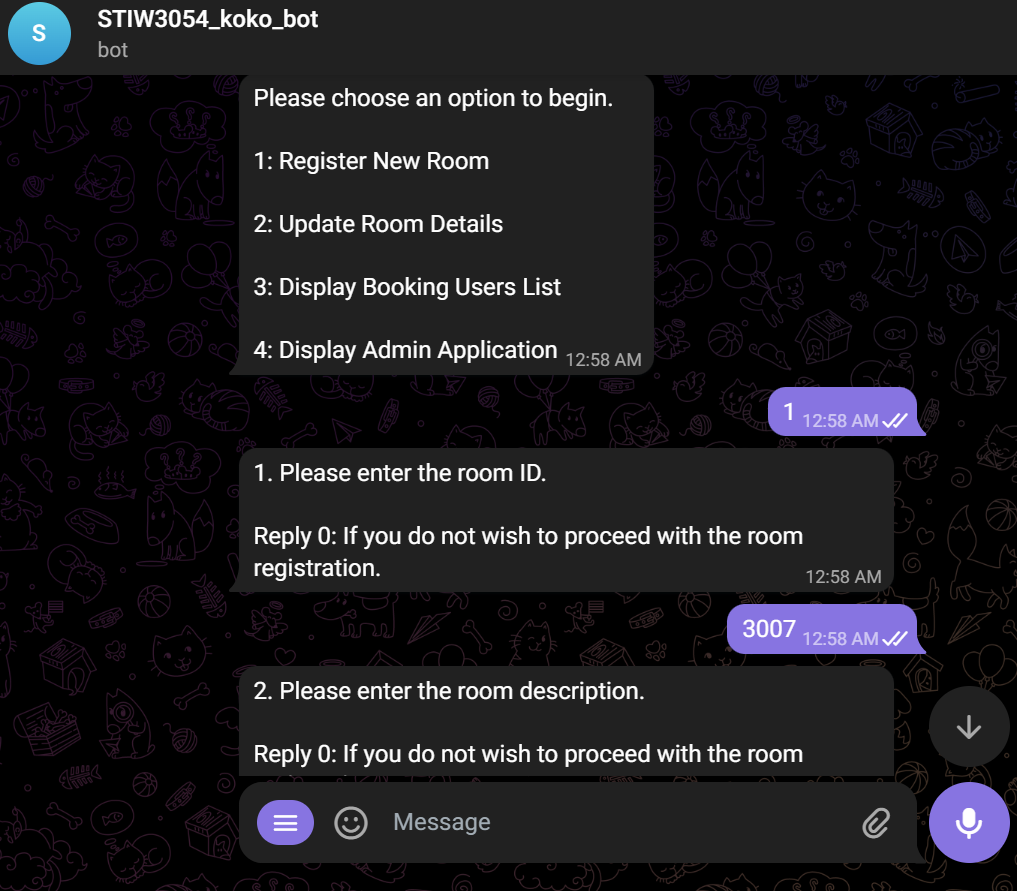 S
STIW3054_koko_bot
bot
Please choose an option to begin.
1: Register New Room
2: Update Room Details
3: Display Booking Users List
4: Display Admin Application 12:58 AM
1 12:58 AM
1. Please enter the room ID.
Reply 0: If you do not wish to proceed with the room
registration.
12:58 AM
3007 12:58 AM
2. Please enter the room description.
Reply 0: If you do not wish to proceed with the room
Message